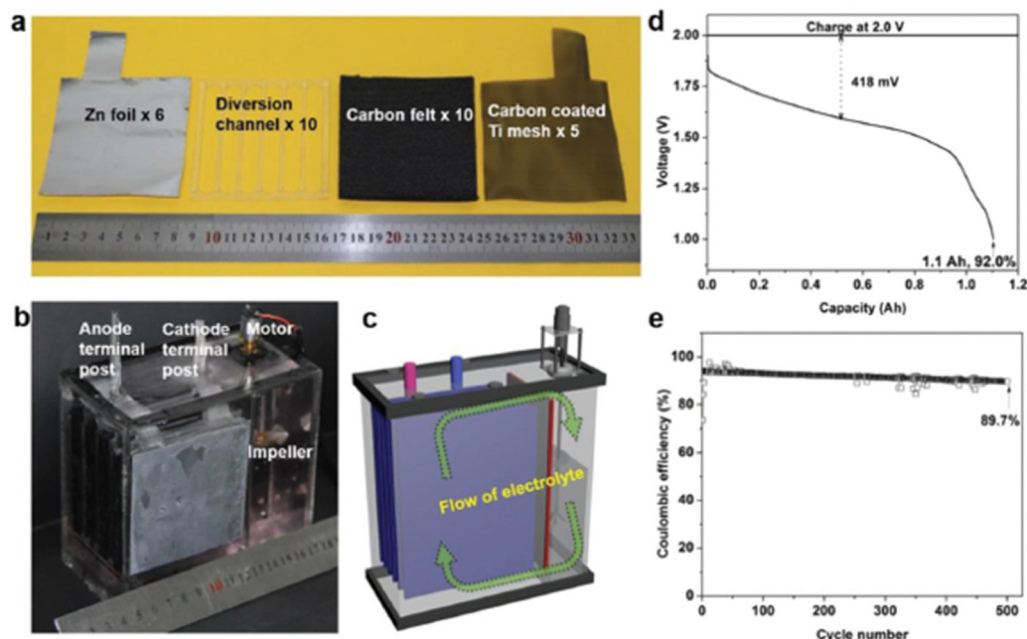 a
Zn foil x 6
Diversion
channel x 10
Carbon felt x 10
Carbon coated
Ti mesh x 5
1 2 3 4 5 6 7 8 9 10 11 12 13 14 15 16 17 18 19 20 21 22 23 24 25 26 27 28 29 30 31 32 33
b
Anode
terminal
post
Cathode
terminal
post
Motor
Impeller
10
c
Flow of electrolyte
d
Charge at 2.0 V
418 mV
1.1 Ah, 92.0%
Voltage (V)
2.00
1.75
1.50
1.25
1.00
0.0 0.2 0.4 0.6 0.8 1.0 1.2
Capacity (Ah)
e
89.7%
Coulombic efficiency (%)
100
80
60
40
20
0
0 100 200 300 400 500
Cycle number